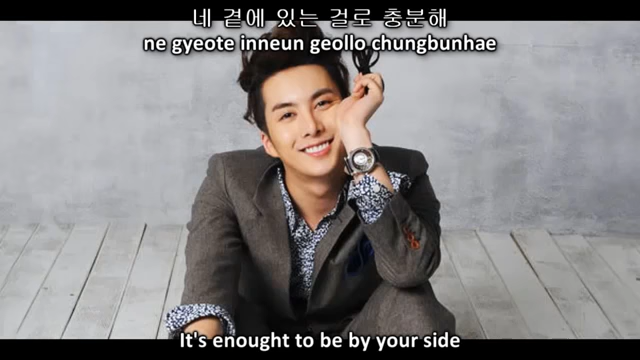 네 곁에 있는 걸로 충분해
ne gyeote inneun geollo chungbunhae
It's enought to be by your side